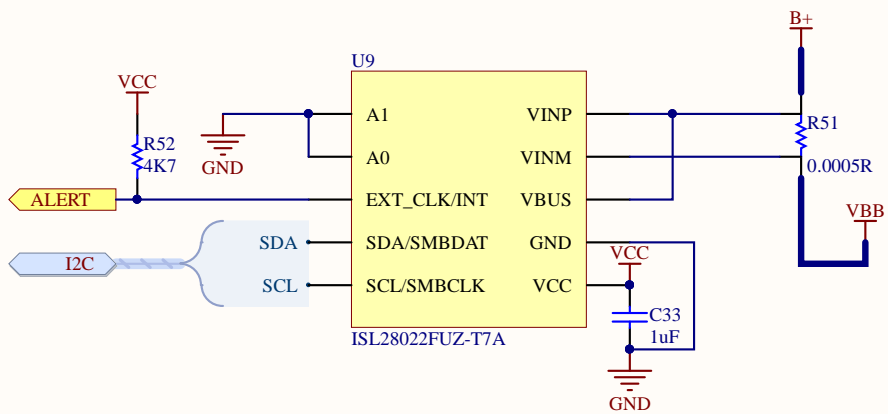 B+
U9
VCC
A1
VINP
R51
R52
4K7
GND
A0
VINM
0.0005R
ALERT
EXT_CLK/INT
VBUS
VBB
SDA
SDA/SMBDAT
GND
I2C
VCC
SCL
SCL/SMBCLK
VCC
C33
1uF
ISL28022FUZ-T7A
GND